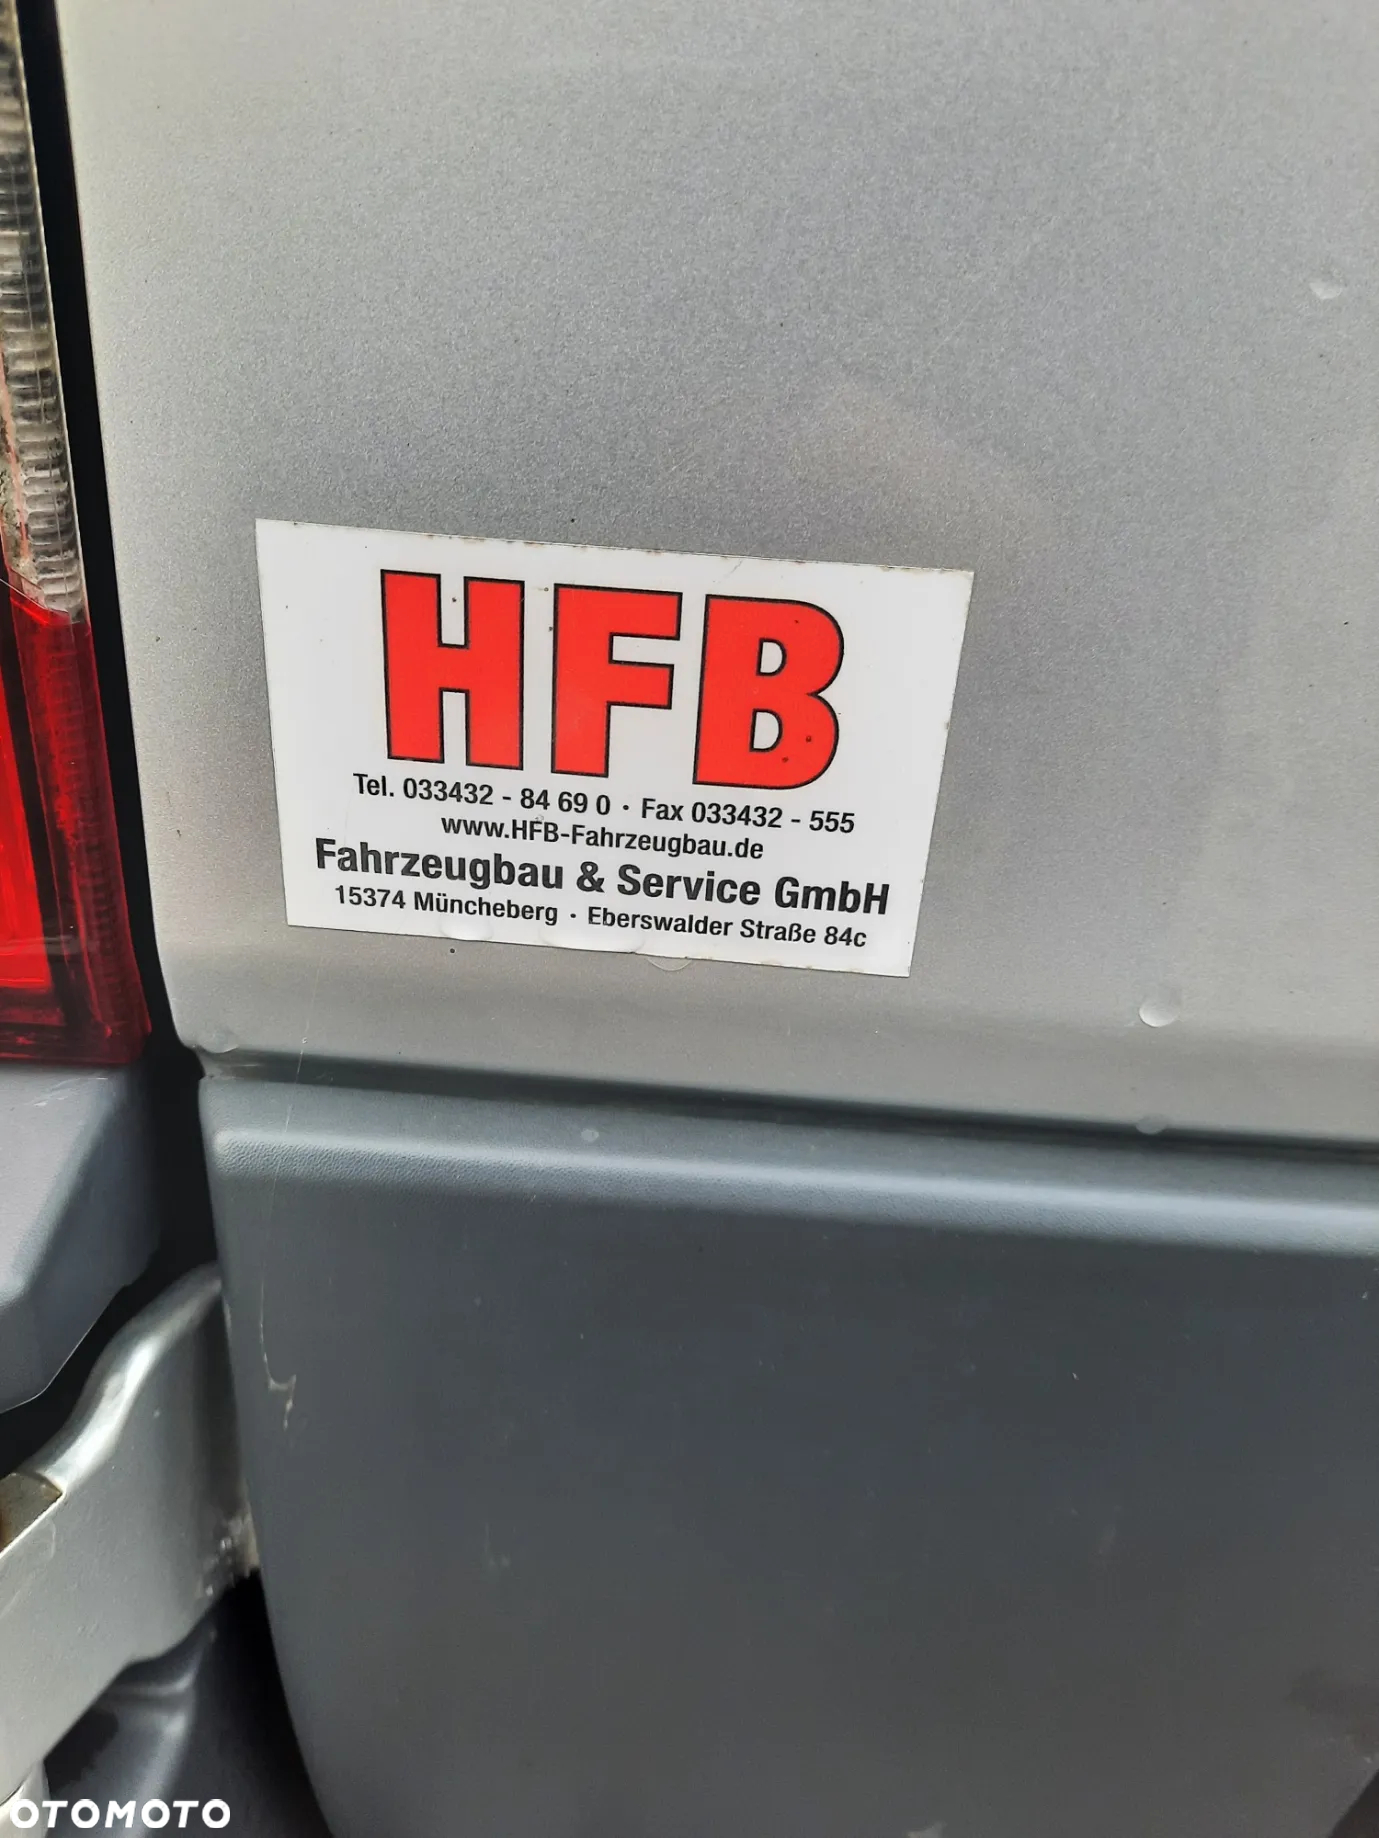 HFB
Tel. 033432 - 84 69 0 · Fax 033432 - 555
www.HFB-Fahrzeugbau.de
Fahrzeugbau & Service GmbH
15374 Müncheberg · Eberswalder Straße 84c
OTOMOTO